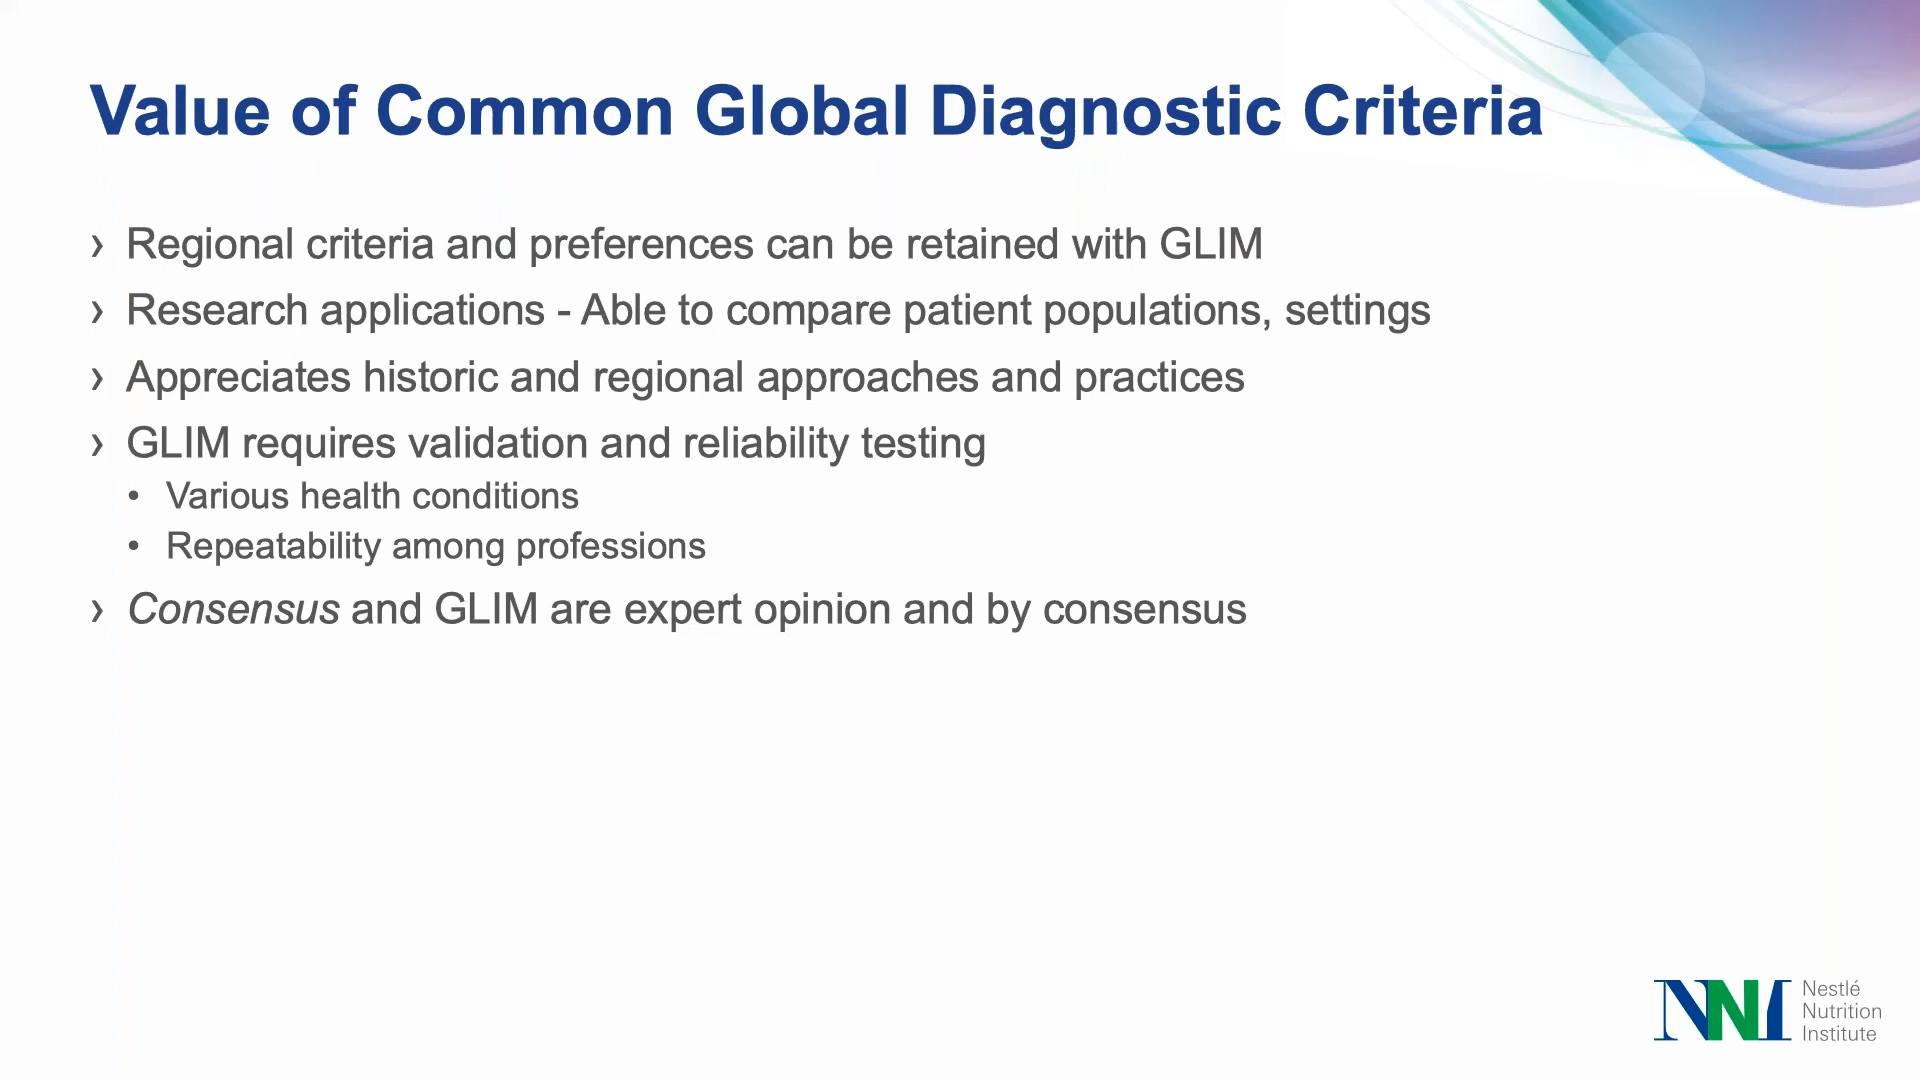 Value of Common Global Diagnostic Criteria
› Regional criteria and preferences can be retained with GLIM
› Research applications - Able to compare patient populations, settings
› Appreciates historic and regional approaches and practices
› GLIM requires validation and reliability testing
• Various health conditions
• Repeatability among professions
› Consensus and GLIM are expert opinion and by consensus
NNI
Nestlé
Nutrition
Institute